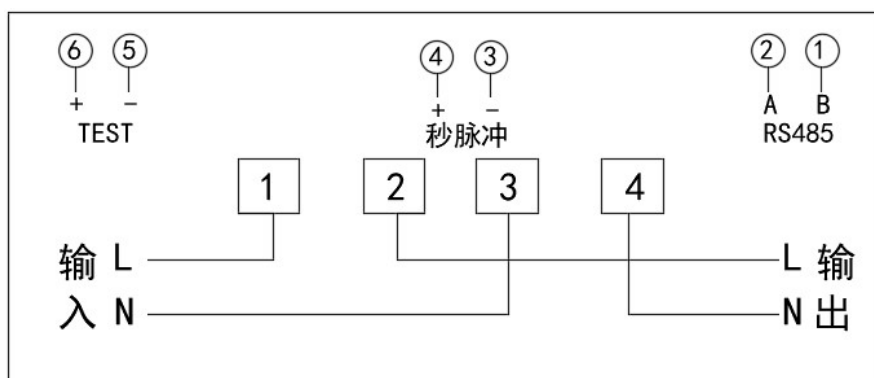 ⑥ ⑤ ④ ③ ② ①
+ − + − A B
TEST 秒脉冲 RS485
1 2 3 4
输 L L 输
入 N N 出